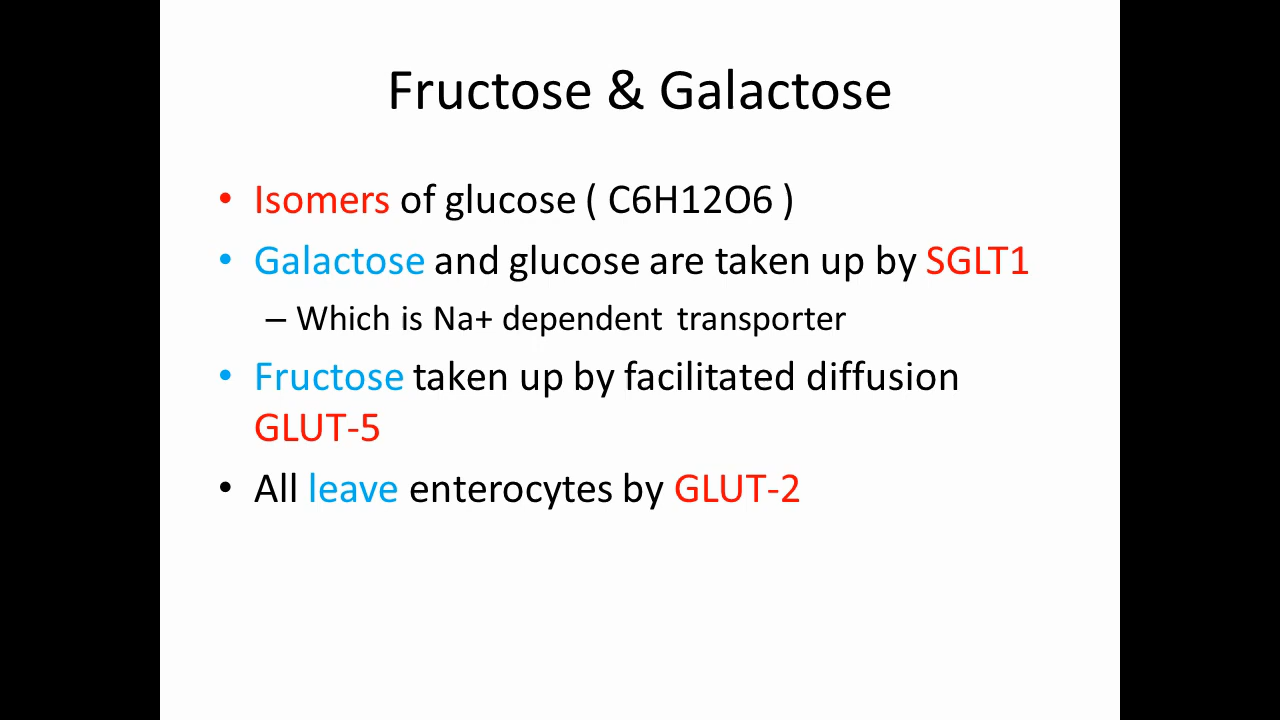 Fructose & Galactose
• Isomers of glucose ( C6H12O6 )
• Galactose and glucose are taken up by SGLT1
– Which is Na+ dependent transporter
• Fructose taken up by facilitated diffusion
GLUT-5
• All leave enterocytes by GLUT-2